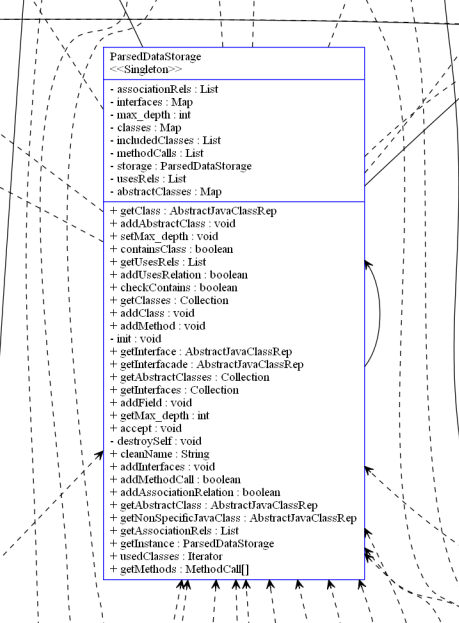 ParsedDataStorage
<<Singleton>>
- associationRels : List
- interfaces : Map
- max_depth : int
- classes : Map
- includedClasses : List
- methodCalls : List
- storage : ParsedDataStorage
- usesRels : List
- abstractClasses : Map
+ getClass : AbstractJavaClassRep
+ addAbstractClass : void
+ setMax_depth : void
+ containsClass : boolean
+ getUsesRels : List
+ addUsesRelation : boolean
+ checkContains : boolean
+ getClasses : Collection
+ addClass : void
+ addMethod : void
- init : void
+ getInterface : AbstractJavaClassRep
+ getInterfacade : AbstractJavaClassRep
+ getAbstractClasses : Collection
+ getInterfaces : Collection
+ addField : void
+ getMax_depth : int
+ accept : void
- destroySelf : void
+ cleanName : String
+ addInterfaces : void
+ addMethodCall : boolean
+ addAssociationRelation : boolean
+ getAbstractClass : AbstractJavaClassRep
+ getNonSpecificJavaClass : AbstractJavaClassRep
+ getAssociationRels : List
+ getInstance : ParsedDataStorage
+ usedClasses : Iterator
+ getMethods : MethodCall[]